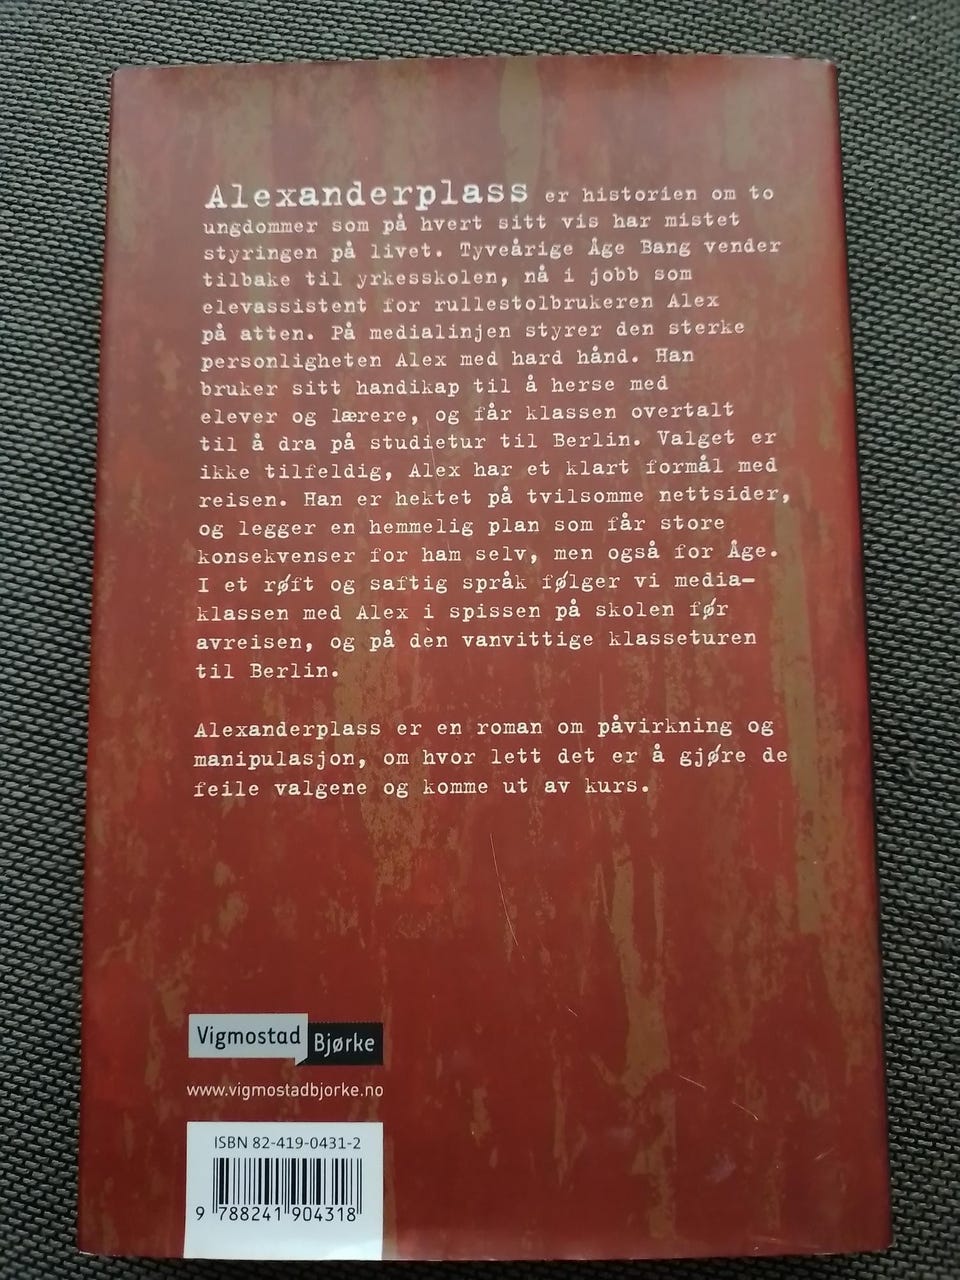 Alexanderplass er historien om to
ungdommer som på hvert sitt vis har mistet
styringen på livet. Tyveårige Åge Bang vender
tilbake til yrkesskolen, nå i jobb som
elevassistent for rullestolbrukeren Alex
på atten. På medialinjen styrer den sterke
personligheten Alex med hard hånd. Han
bruker sitt handikap til å herse med
elever og lærere, og får klassen overtalt
til å dra på studietur til Berlin. Valget er
ikke tilfeldig, Alex har et klart formål med
reisen. Han er hektet på tvilsomme nettsider,
og legger en hemmelig plan som får store
konsekvenser for ham selv, men også for Åge.
I et røft og saftig språk følger vi media-
klassen med Alex i spissen på skolen før
avreisen, og på den vanvittige klasseturen
til Berlin.
Alexanderplass er en roman om påvirkning og
manipulasjon, om hvor lett det er å gjøre de
feile valgene og komme ut av kurs.
Vigmostad Bjørke
www.vigmostadbjorke.no
ISBN 82-419-0431-2
9 788241 904318